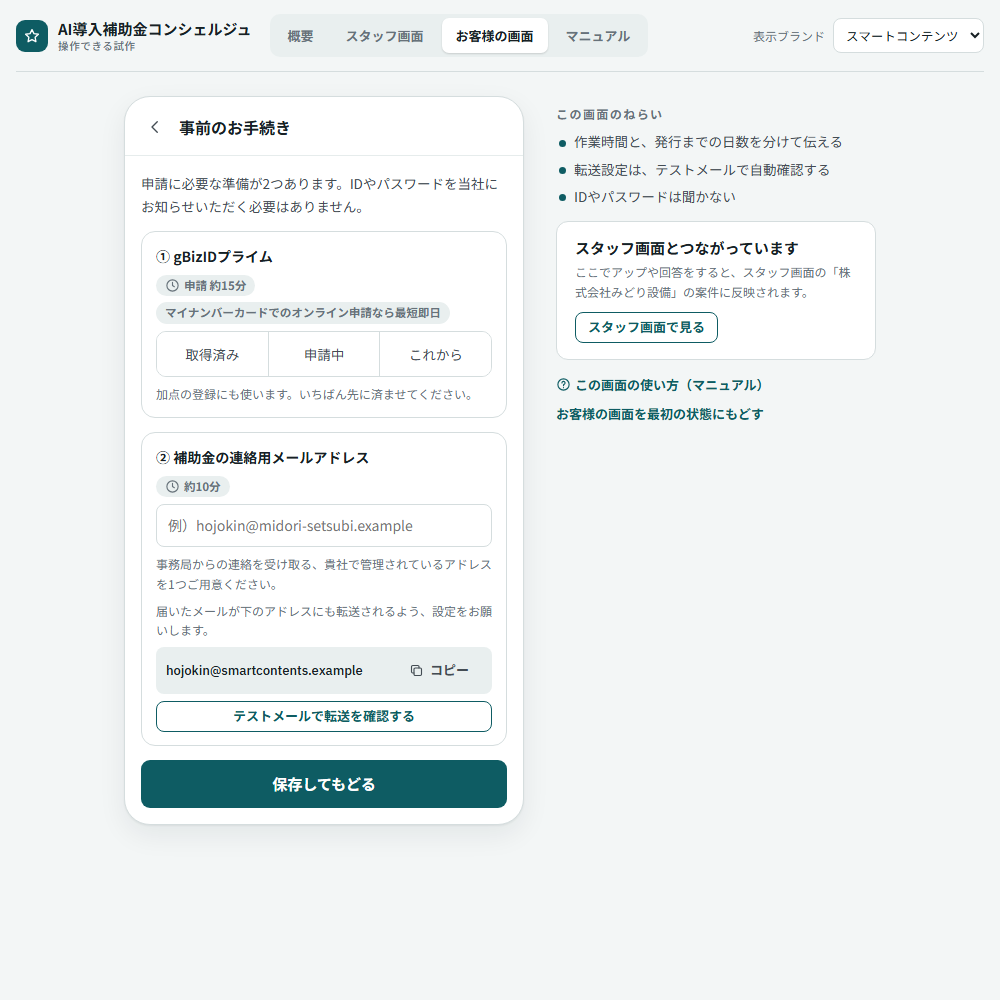 AI導入補助金コンシェルジュ
操作できる試作
概要
スタッフ画面
お客様の画面
マニュアル
表示ブランド
スマートコンテンツ
事前のお手続き
申請に必要な準備が2つあります。IDやパスワードを当社に
お知らせいただく必要はありません。
① gBizIDプライム
申請 約15分
マイナンバーカードでのオンライン申請なら最短即日
取得済み
申請中
これから
加点の登録にも使います。いちばん先に済ませてください。
② 補助金の連絡用メールアドレス
約10分
例）hojokin@midori-setsubi.example
事務局からの連絡を受け取る、貴社で管理されているアドレス
を1つご用意ください。
届いたメールが下のアドレスにも転送されるよう、設定をお願
いします。
hojokin@smartcontents.example
コピー
テストメールで転送を確認する
保存してもどる
この画面のねらい
作業時間と、発行までの日数を分けて伝える
転送設定は、テストメールで自動確認する
IDやパスワードは聞かない
スタッフ画面とつながっています
ここでアップや回答をすると、スタッフ画面の「株
式会社みどり設備」の案件に反映されます。
スタッフ画面で見る
この画面の使い方（マニュアル）
お客様の画面を最初の状態にもどす